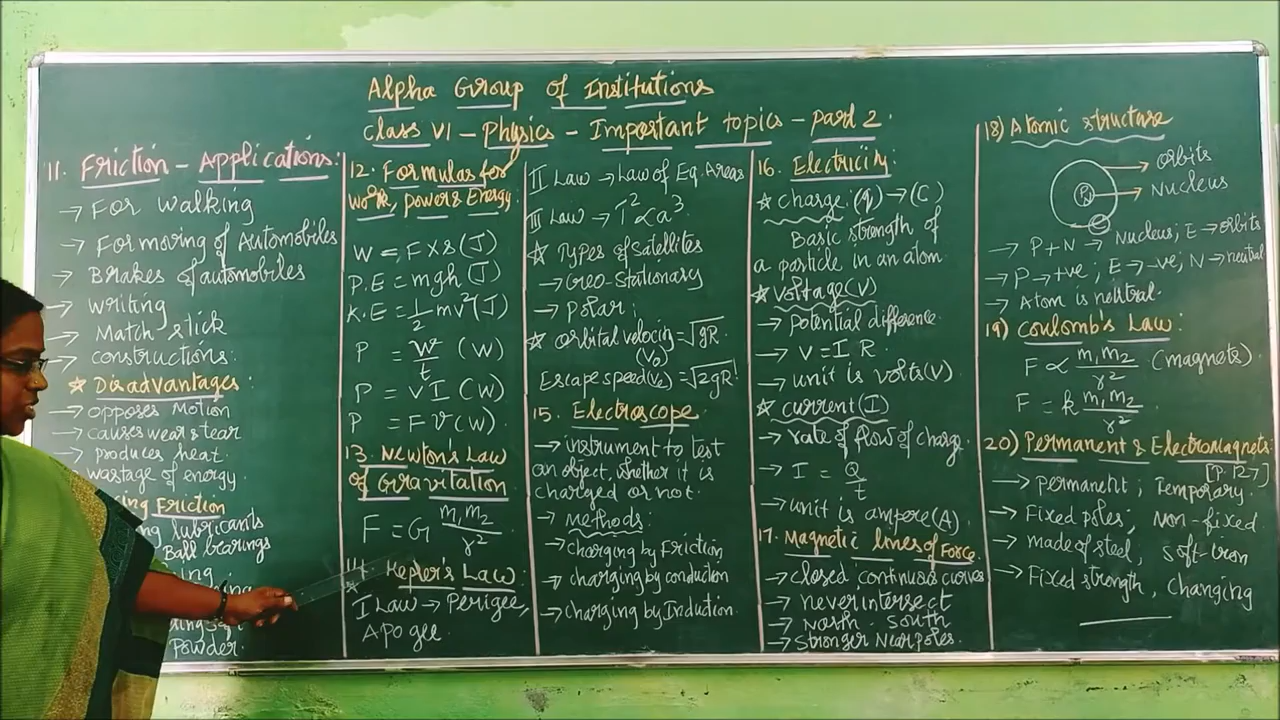 Alpha Group of Institutions
Class VI - Physics - Important topics - Part 2.
11. Friction - Applications:
→ For walking
→ For moving of Automobiles
→ Brakes of automobiles
→ writing
→ Match stick
→ constructions.
★ Disadvantages:
→ opposes Motion
→ causes wear & tear
→ produces heat.
→ wastage of energy.
Friction
lubricants
Ball bearings
Powder.
12. Formulas for
Work, power & Energy.
W = F x s (J)
P.E = mgh (J)
K.E = 1/2 mv² (J)
P = w/t (W)
P = VI (W)
P = FV (W).
13. Newton's Law
of Gravitation
F = G m₁m₂/r²
14. Kepler's Law:
I Law → Perigee,
Apogee.
II Law → Law of Eq. Areas
III Law → T² ∝ a³.
★ Types of Satellites
→ Geo-Stationary
→ polar;
★ orbital velocity = √gR
(V₀)
Escape speed (Ve) = √2gR
15. Electroscope
→ instrument to test
an object, whether it is
charged or not.
→ methods:
→ charging by Friction
→ charging by conduction
→ charging by Induction.
16. Electricity:
★ charge: (q) → (C)
Basic strength of
a particle in an atom
★ Voltage (V)
→ potential difference
→ V = I R
→ unit is volts (V)
★ current (I)
→ rate of flow of charge.
→ I = Q/t
→ unit is ampere (A)
17. Magnetic lines of Force.
→ closed continuous curves
→ never intersect
→ North - South
→ Stronger Near poles.
18) Atomic structure
orbits
Nucleus
→ P + N → Nucleus; E → orbits
→ P → +ve; E → -ve; N → neutral
→ Atom is neutral.
19) Coulomb's Law:
F ∝ m₁m₂/r² (magnets).
F = k m₁m₂/r².
20) Permanent & Electromagnets.
[P.127]
→ permanent; Temporary.
→ Fixed poles; non-fixed
→ made of steel, soft-iron
→ Fixed strength, Changing